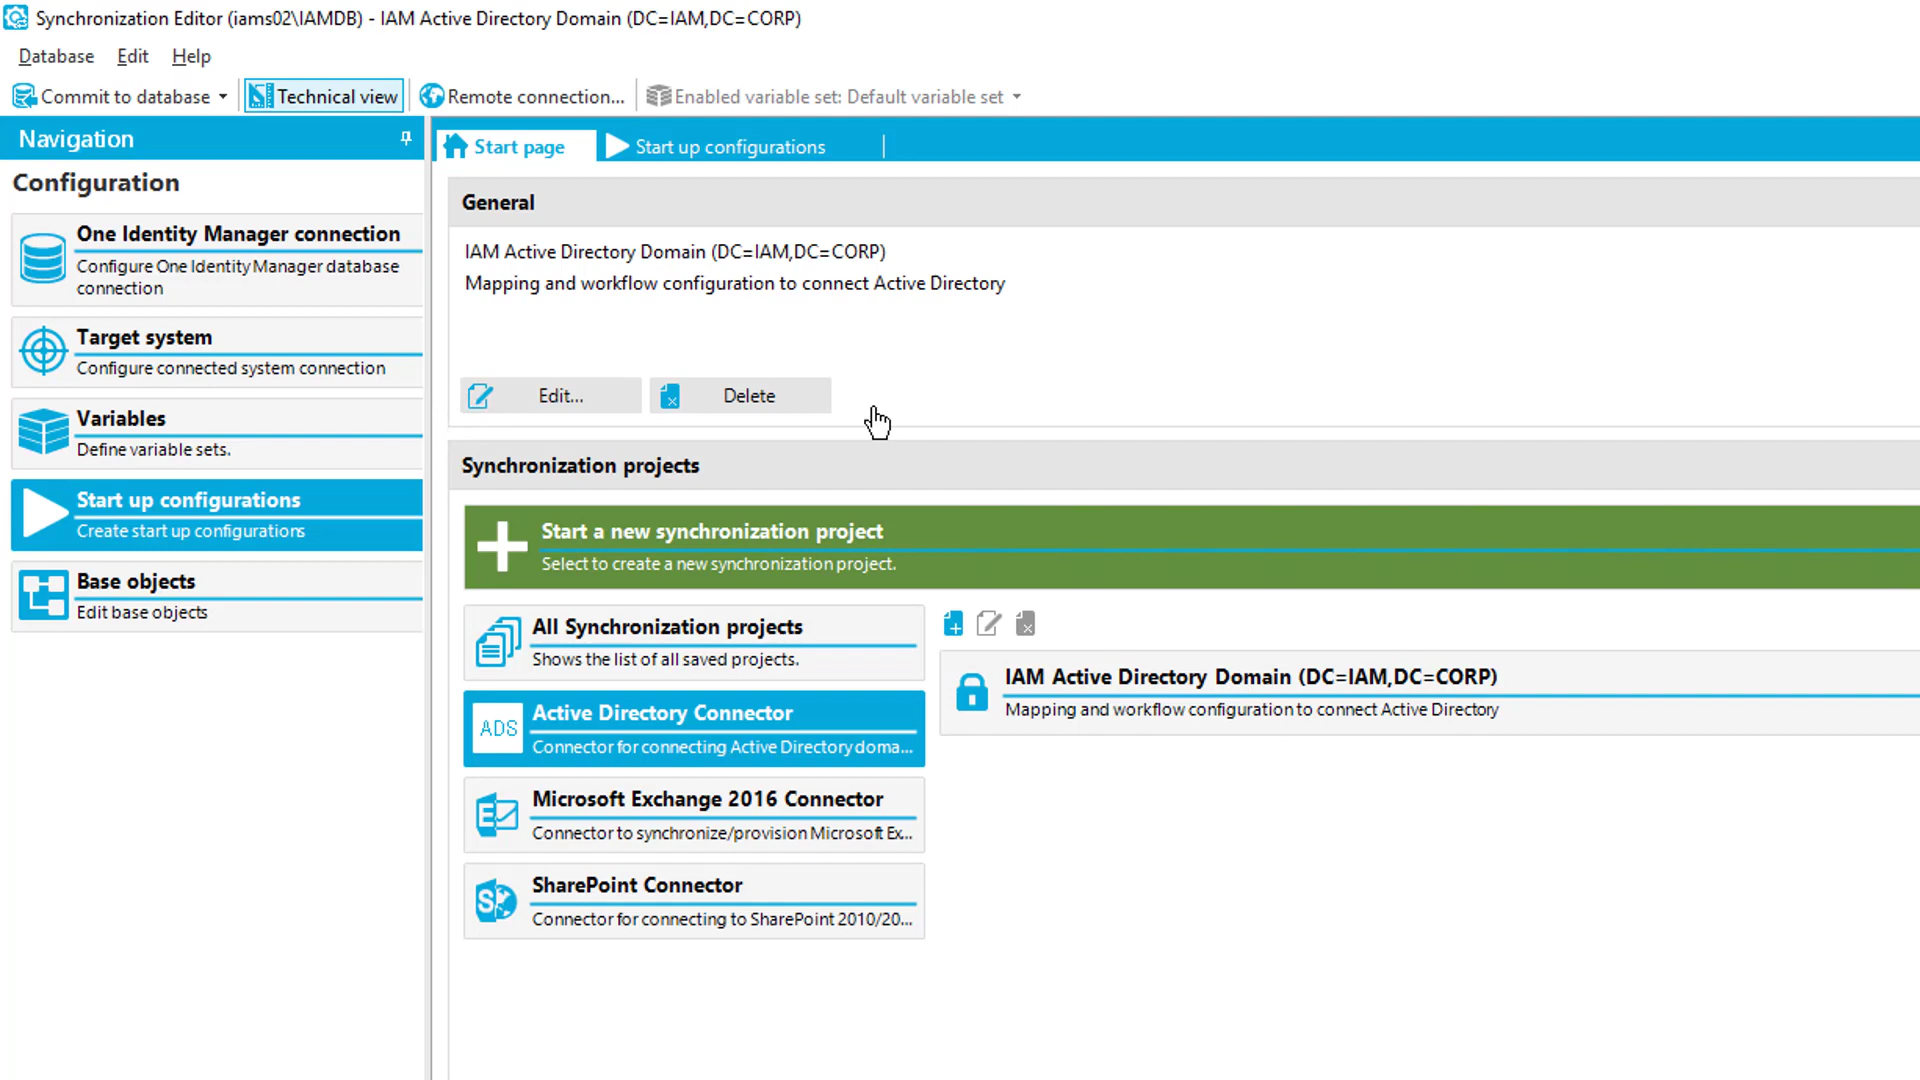 Synchronization Editor (iams02\IAMDB) - IAM Active Directory Domain (DC=IAM,DC=CORP)
Database Edit Help
Commit to database Technical view Remote connection... Enabled variable set: Default variable set
Navigation
Configuration
One Identity Manager connection
Configure One Identity Manager database
connection
Target system
Configure connected system connection
Variables
Define variable sets.
Start up configurations
Create start up configurations
Base objects
Edit base objects
Start page Start up configurations
General
IAM Active Directory Domain (DC=IAM,DC=CORP)
Mapping and workflow configuration to connect Active Directory
Edit... Delete
Synchronization projects
Start a new synchronization project
Select to create a new synchronization project.
All Synchronization projects
Shows the list of all saved projects.
ADS
Active Directory Connector
Connector for connecting Active Directory doma...
Microsoft Exchange 2016 Connector
Connector to synchronize/provision Microsoft Ex...
SharePoint Connector
Connector for connecting to SharePoint 2010/20...
IAM Active Directory Domain (DC=IAM,DC=CORP)
Mapping and workflow configuration to connect Active Directory